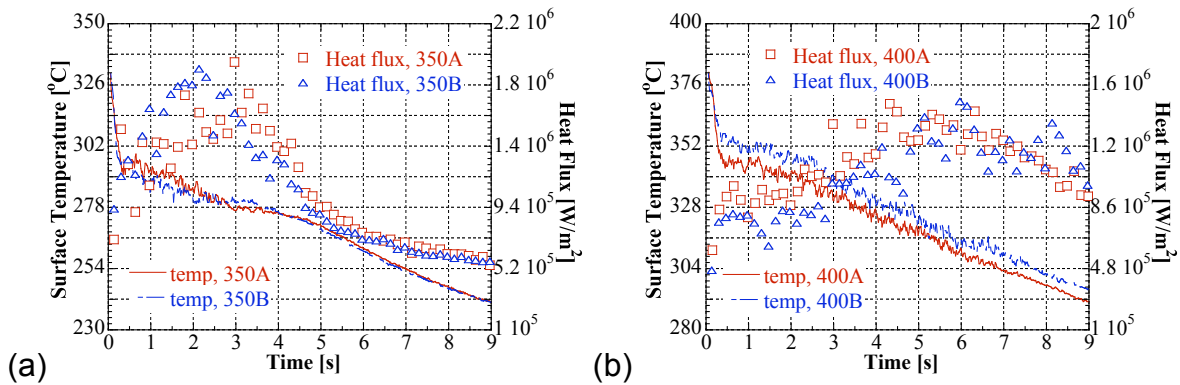 350
326
302
278
254
230
Surface Temperature [°C]
Heat flux, 350A
Heat flux, 350B
temp, 350A
temp, 350B
2.2 10⁶
1.8 10⁶
1.4 10⁶
9.4 10⁵
5.2 10⁵
1 10⁵
Heat Flux [W/m²]
0 1 2 3 4 5 6 7 8 9
Time [s]
(a)
400
376
352
328
304
280
Surface Temperature [°C]
Heat flux, 400A
Heat flux, 400B
temp, 400A
temp, 400B
2 10⁶
1.6 10⁶
1.2 10⁶
8.6 10⁵
4.8 10⁵
1 10⁵
Heat Flux [W/m²]
0 1 2 3 4 5 6 7 8 9
Time [s]
(b)